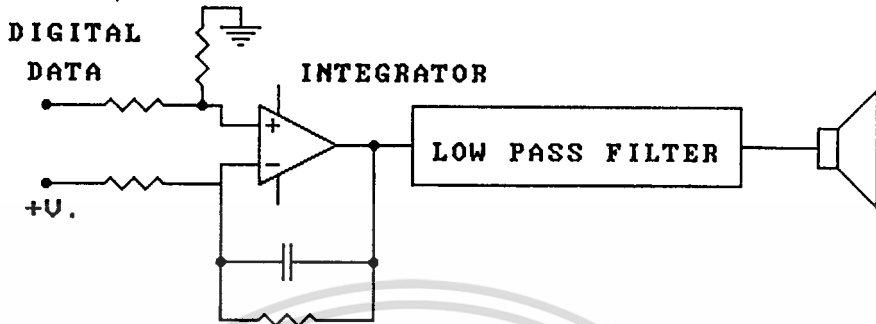 DIGITAL
DATA
INTEGRATOR
+
−
LOW PASS FILTER
+V.